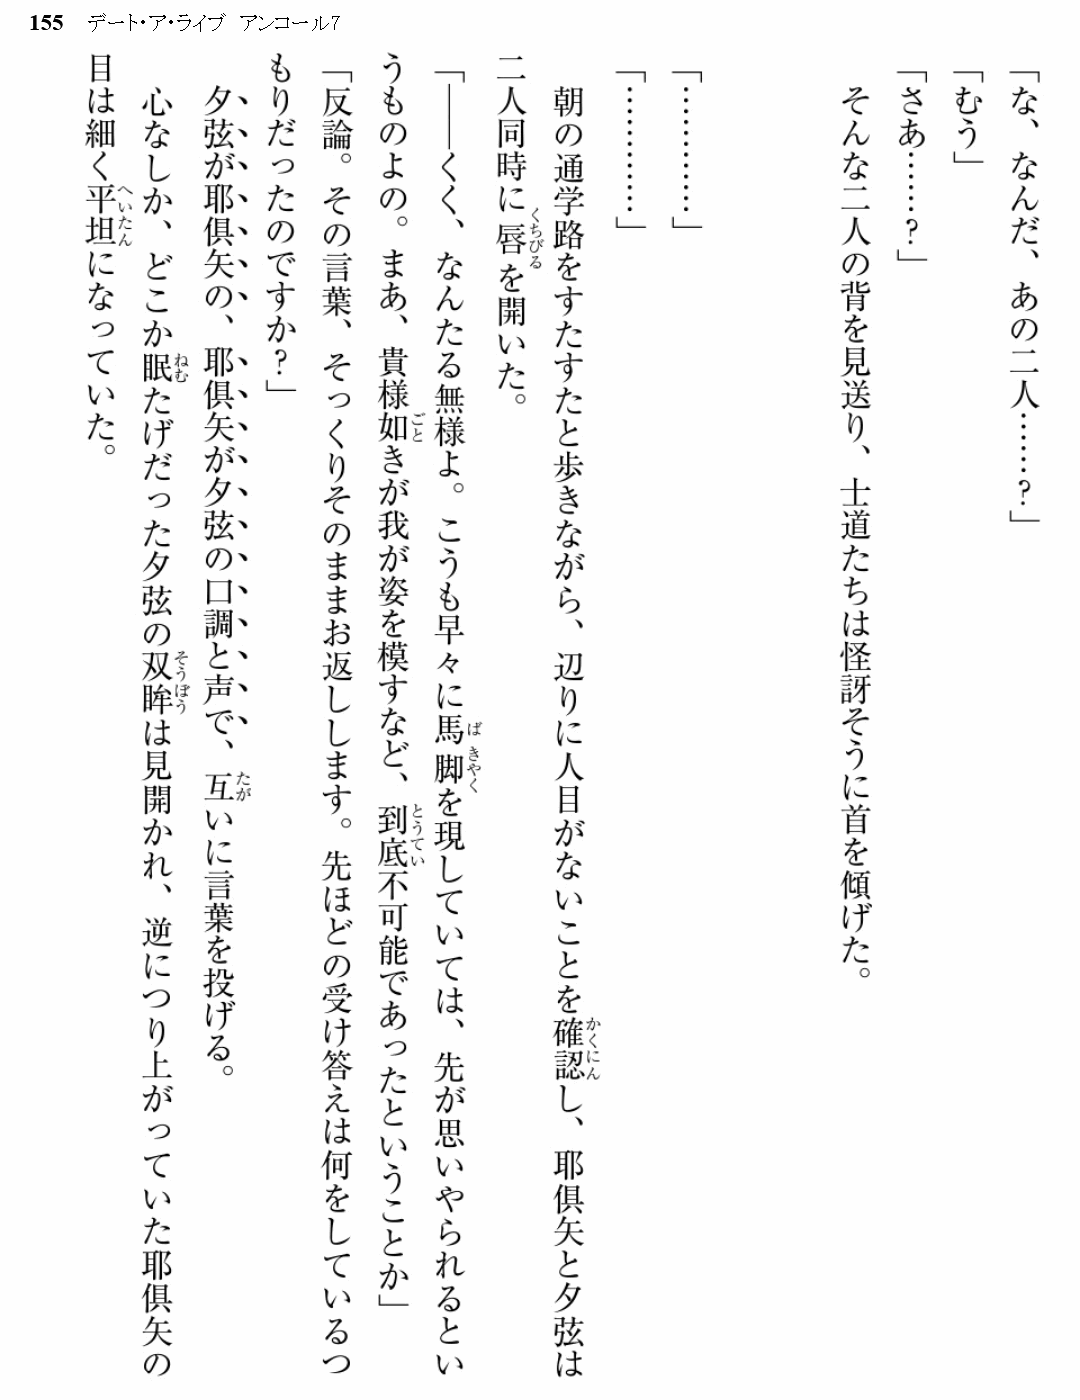 155 デート・ア・ライブ アンコール7
「な、なんだ、あの二人……？」
「むう」
「さあ……？」
そんな二人の背を見送り、士道たちは怪訝そうに首を傾げた。
「…………」
「…………」
朝の通学路をすたすたと歩きながら、辺りに人目がないことを確認し、耶倶矢と夕弦は
二人同時に唇を開いた。
「――くく、なんたる無様よ。こうも早々に馬脚を現していては、先が思いやられるとい
うものよの。まあ、貴様如きが我が姿を模すなど、到底不可能であったということか」
「反論。その言葉、そっくりそのままお返しします。先ほどの受け答えは何をしているつ
もりだったのですか？」
夕弦が耶倶矢の、耶倶矢が夕弦の口調と声で、互いに言葉を投げる。
心なしか、どこか眠たげだった夕弦の双眸は見開かれ、逆につり上がっていた耶倶矢の
目は細く平坦になっていた。